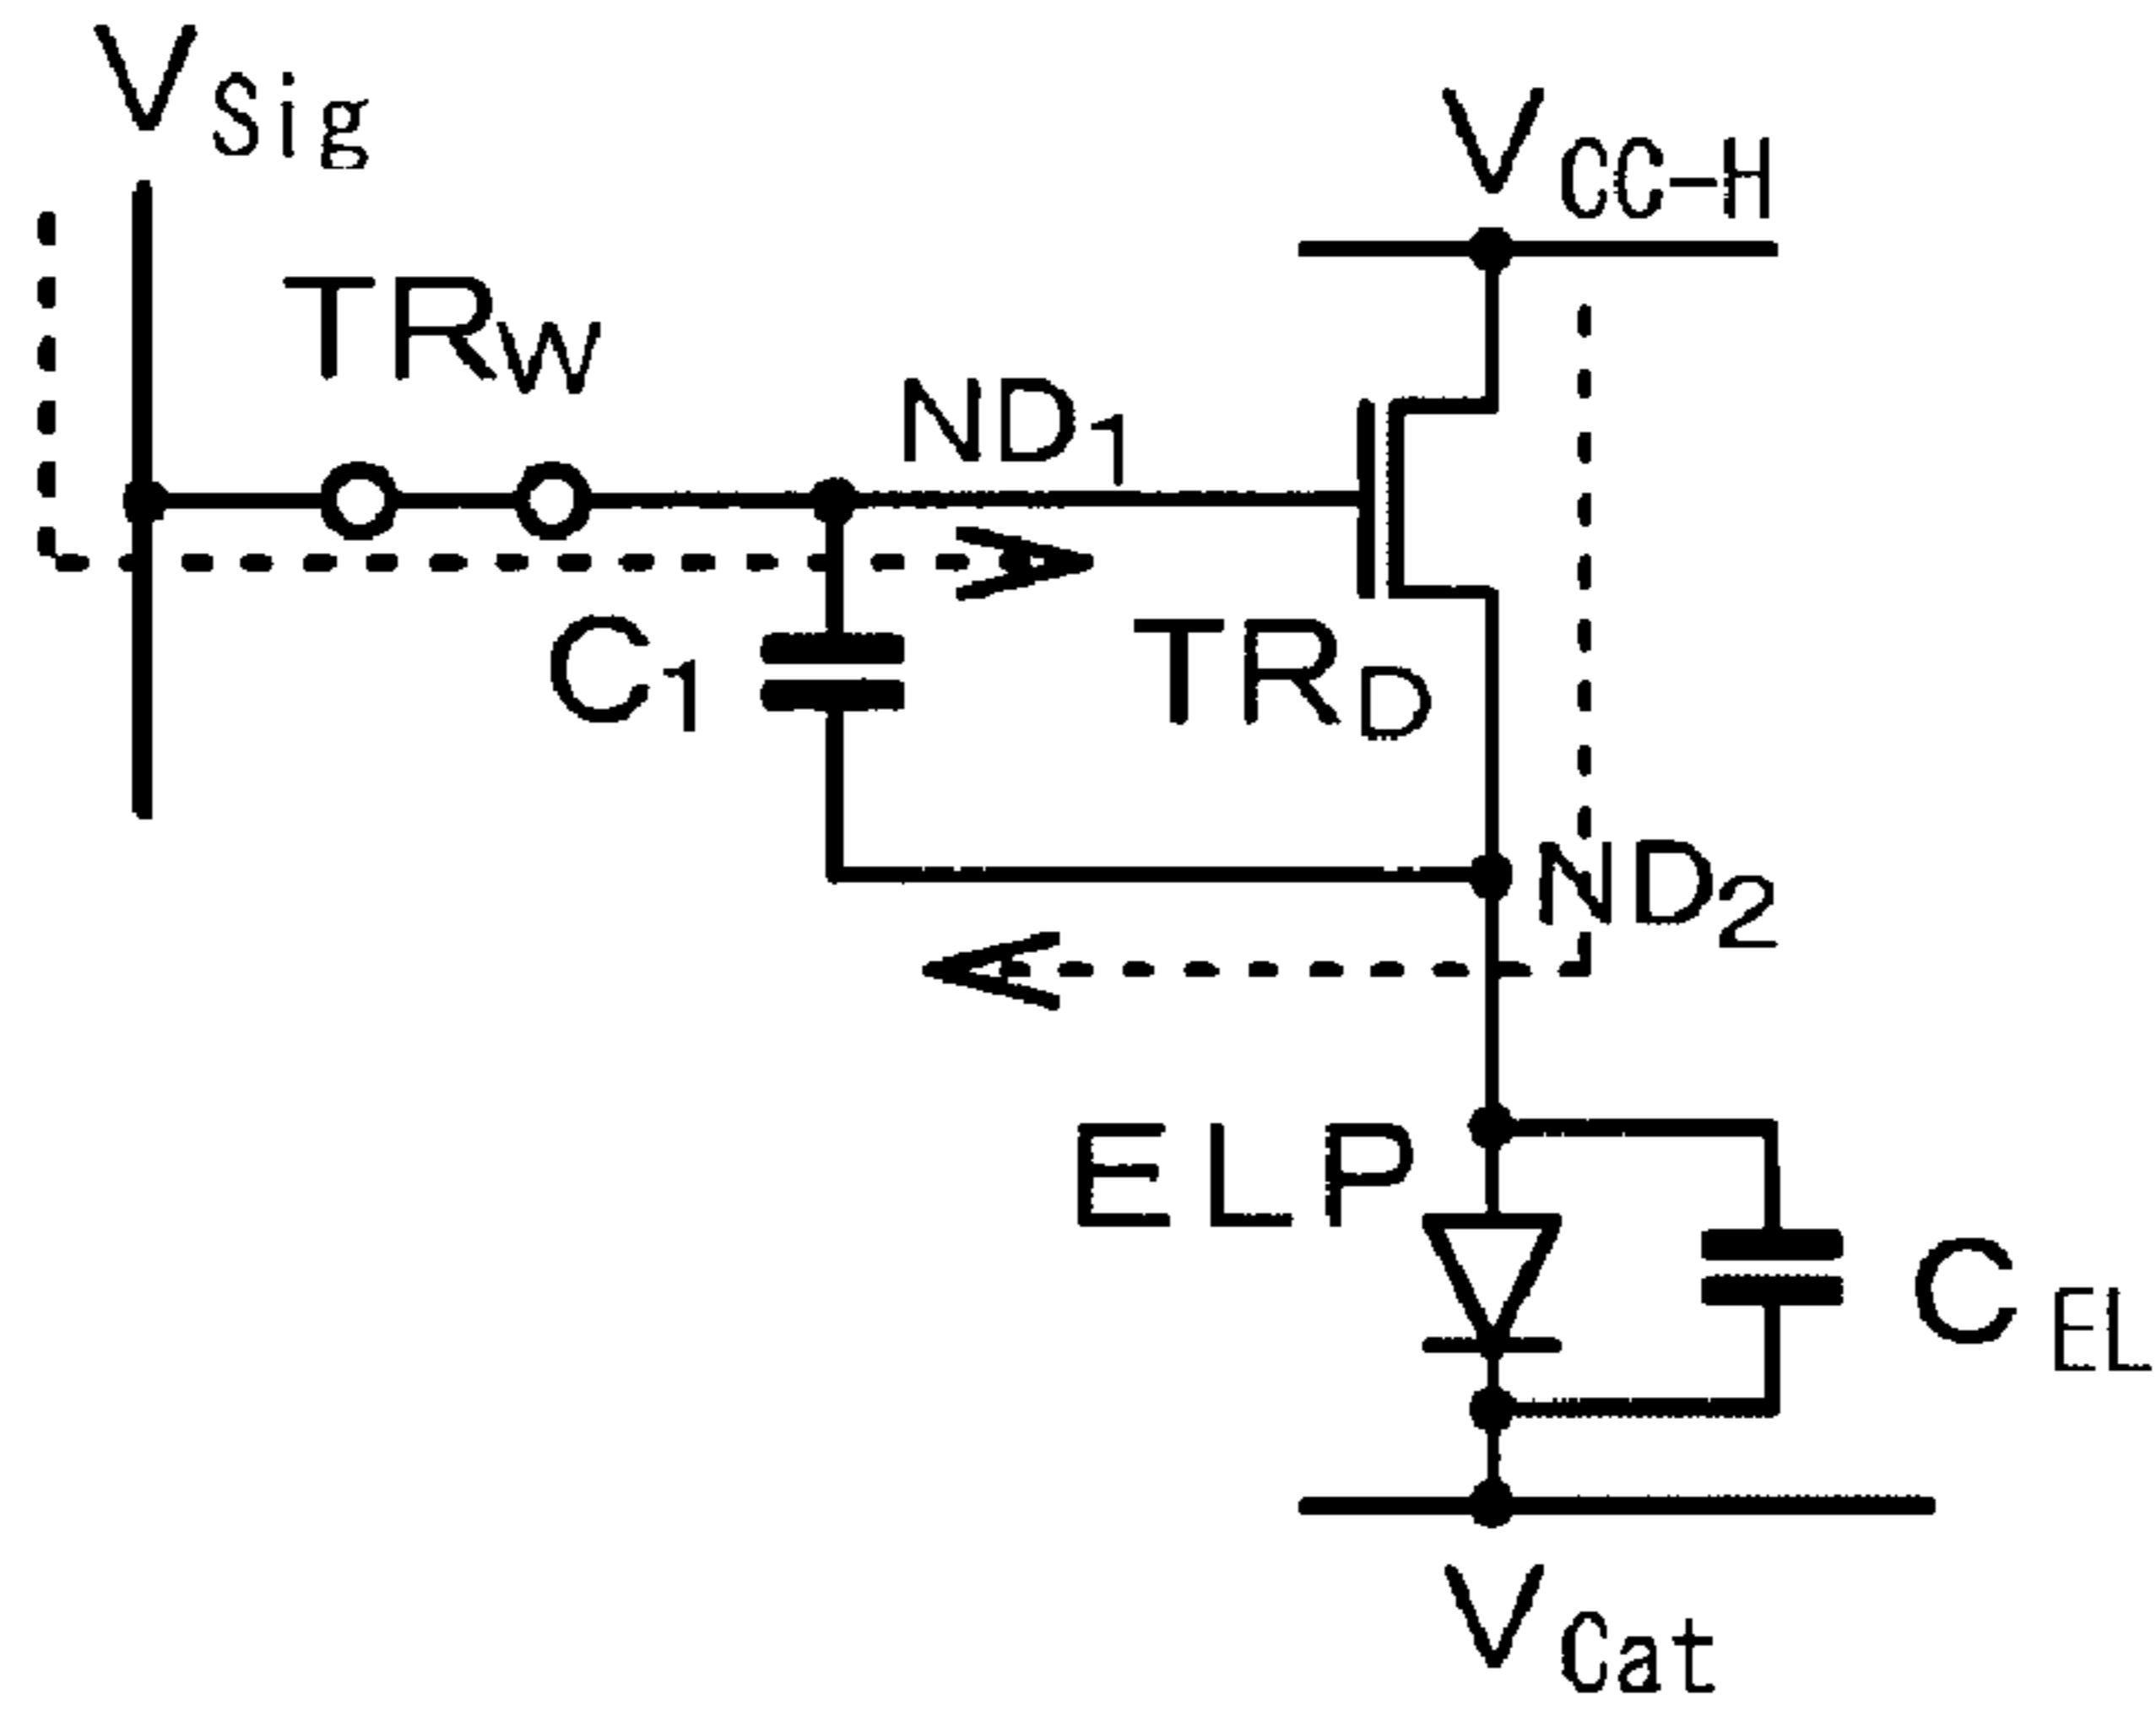 VSig
VCC-H
TRW
ND1
C1
TRD
ND2
ELP
CEL
VCat